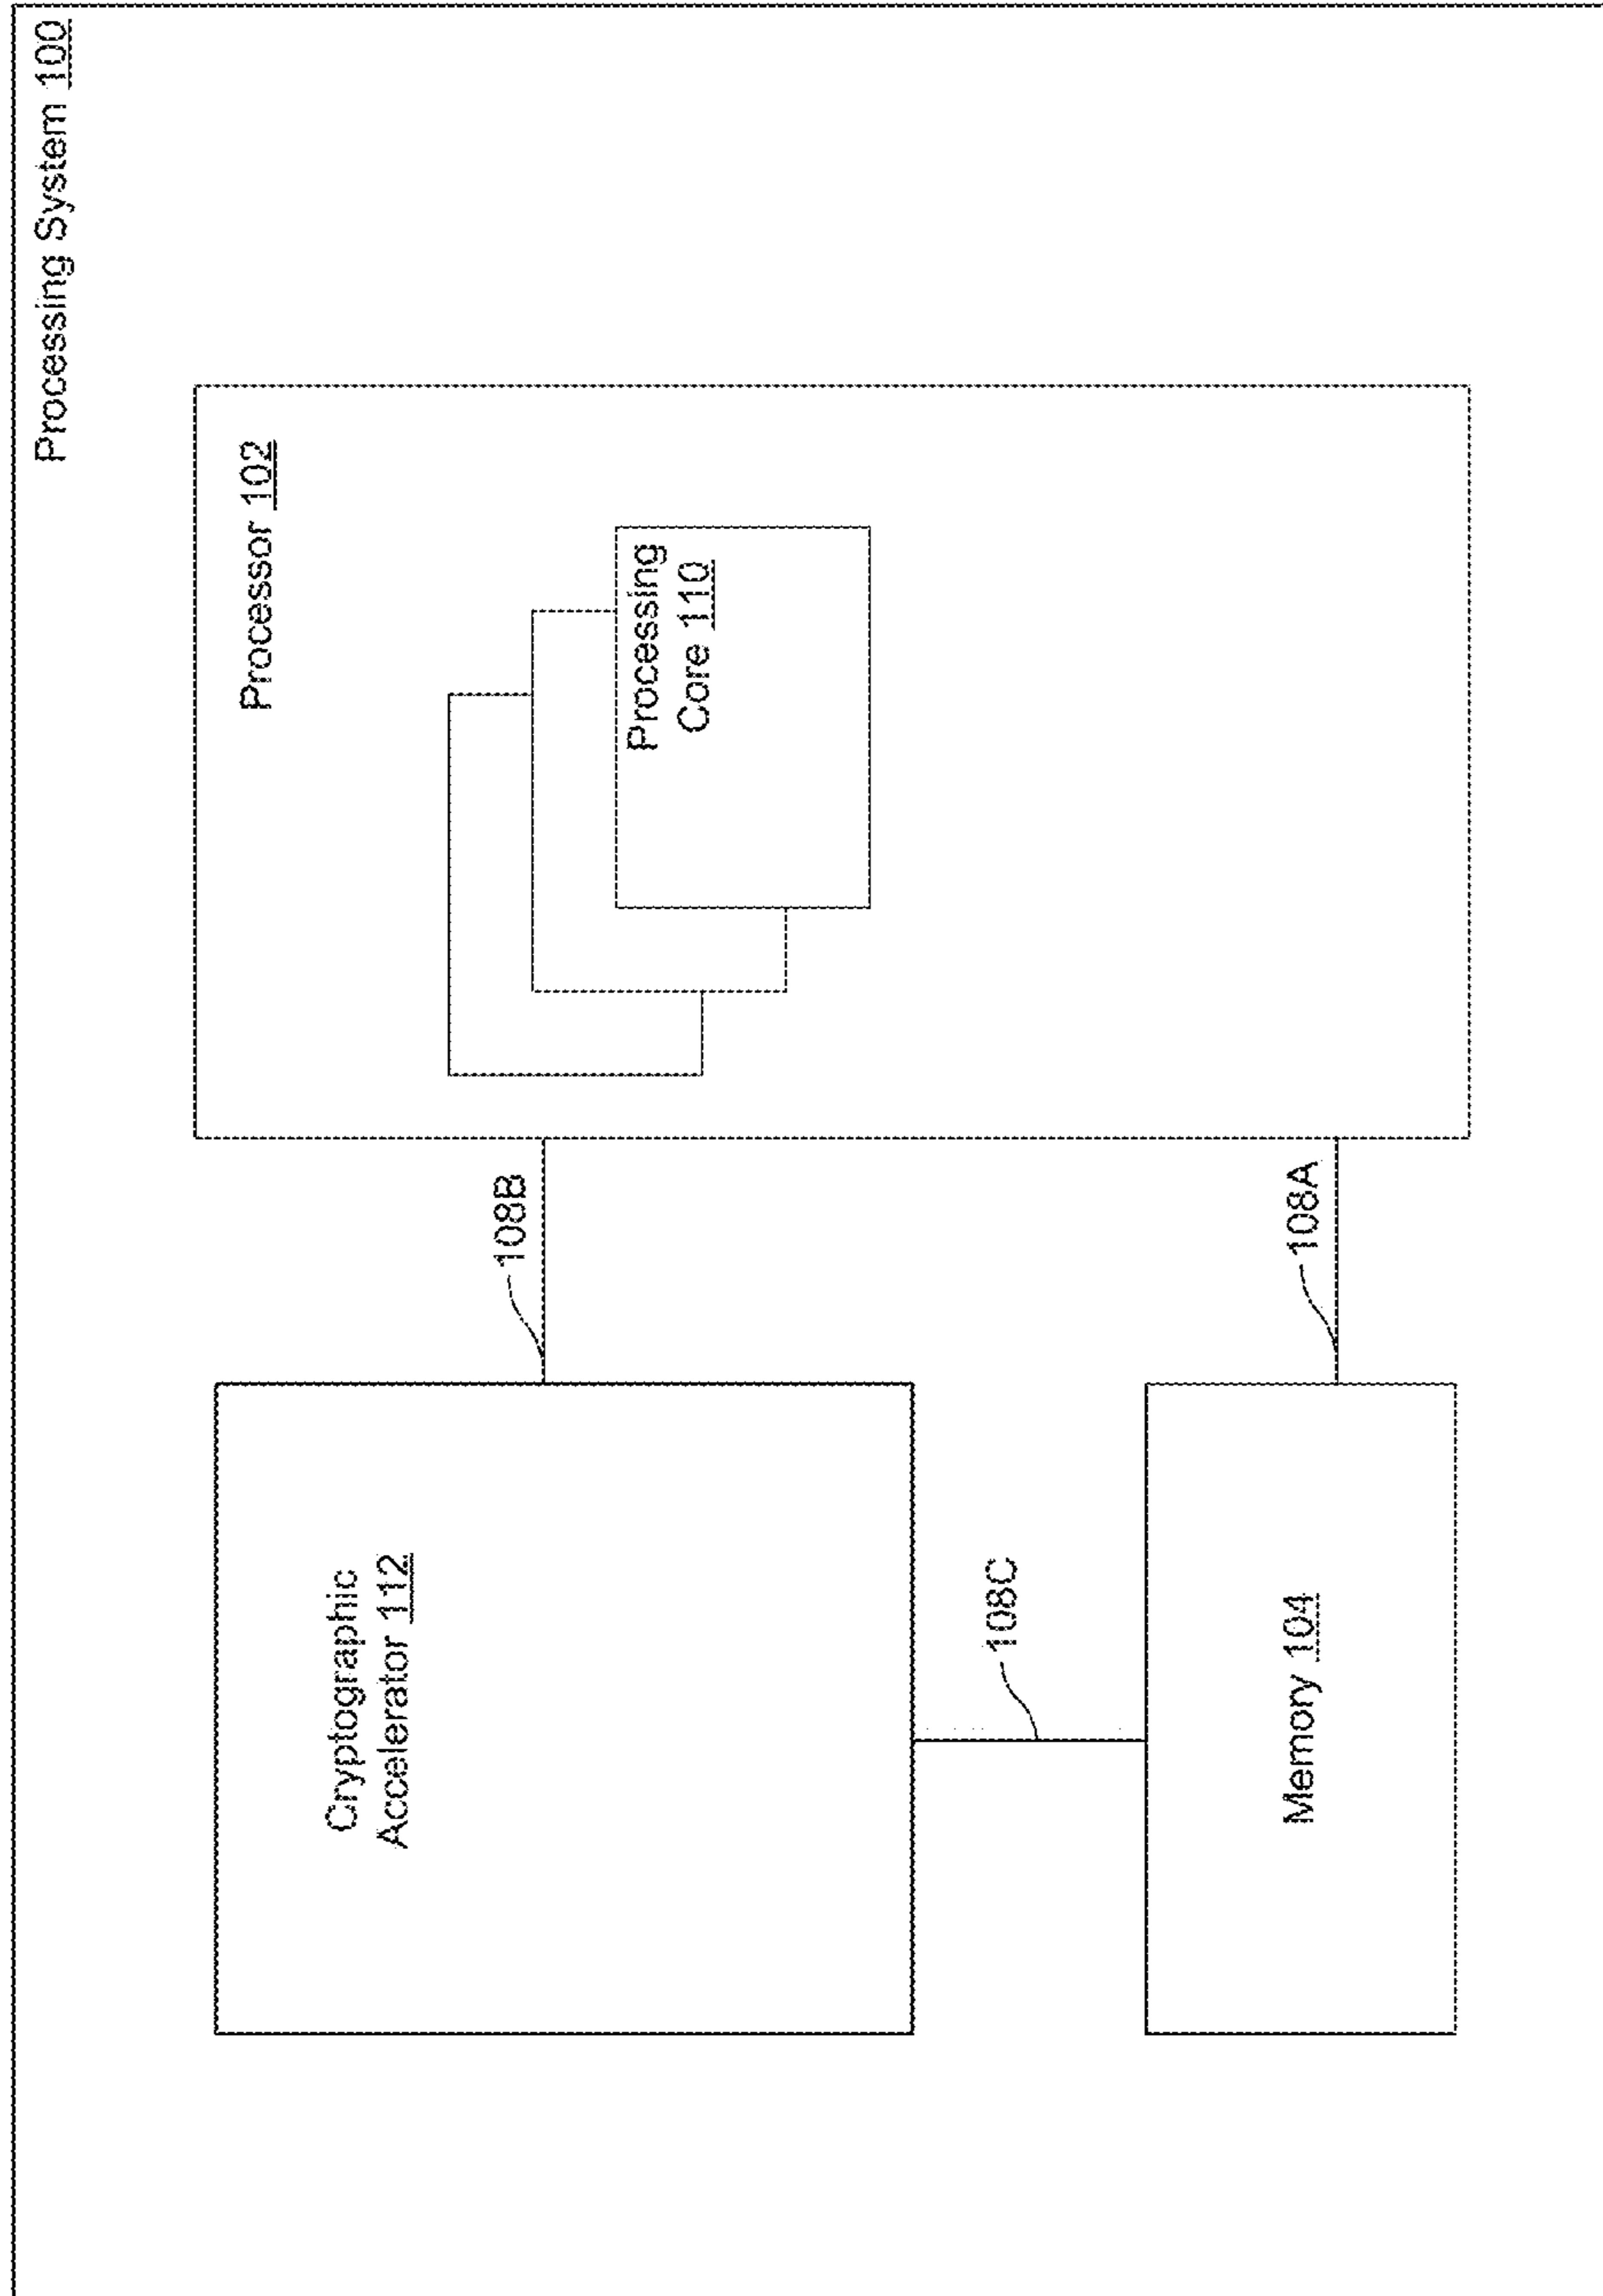 Processing System 100
Processor 102
Processing
Core 110
Cryptographic
Accelerator 112
108B
108C
108A
Memory 104